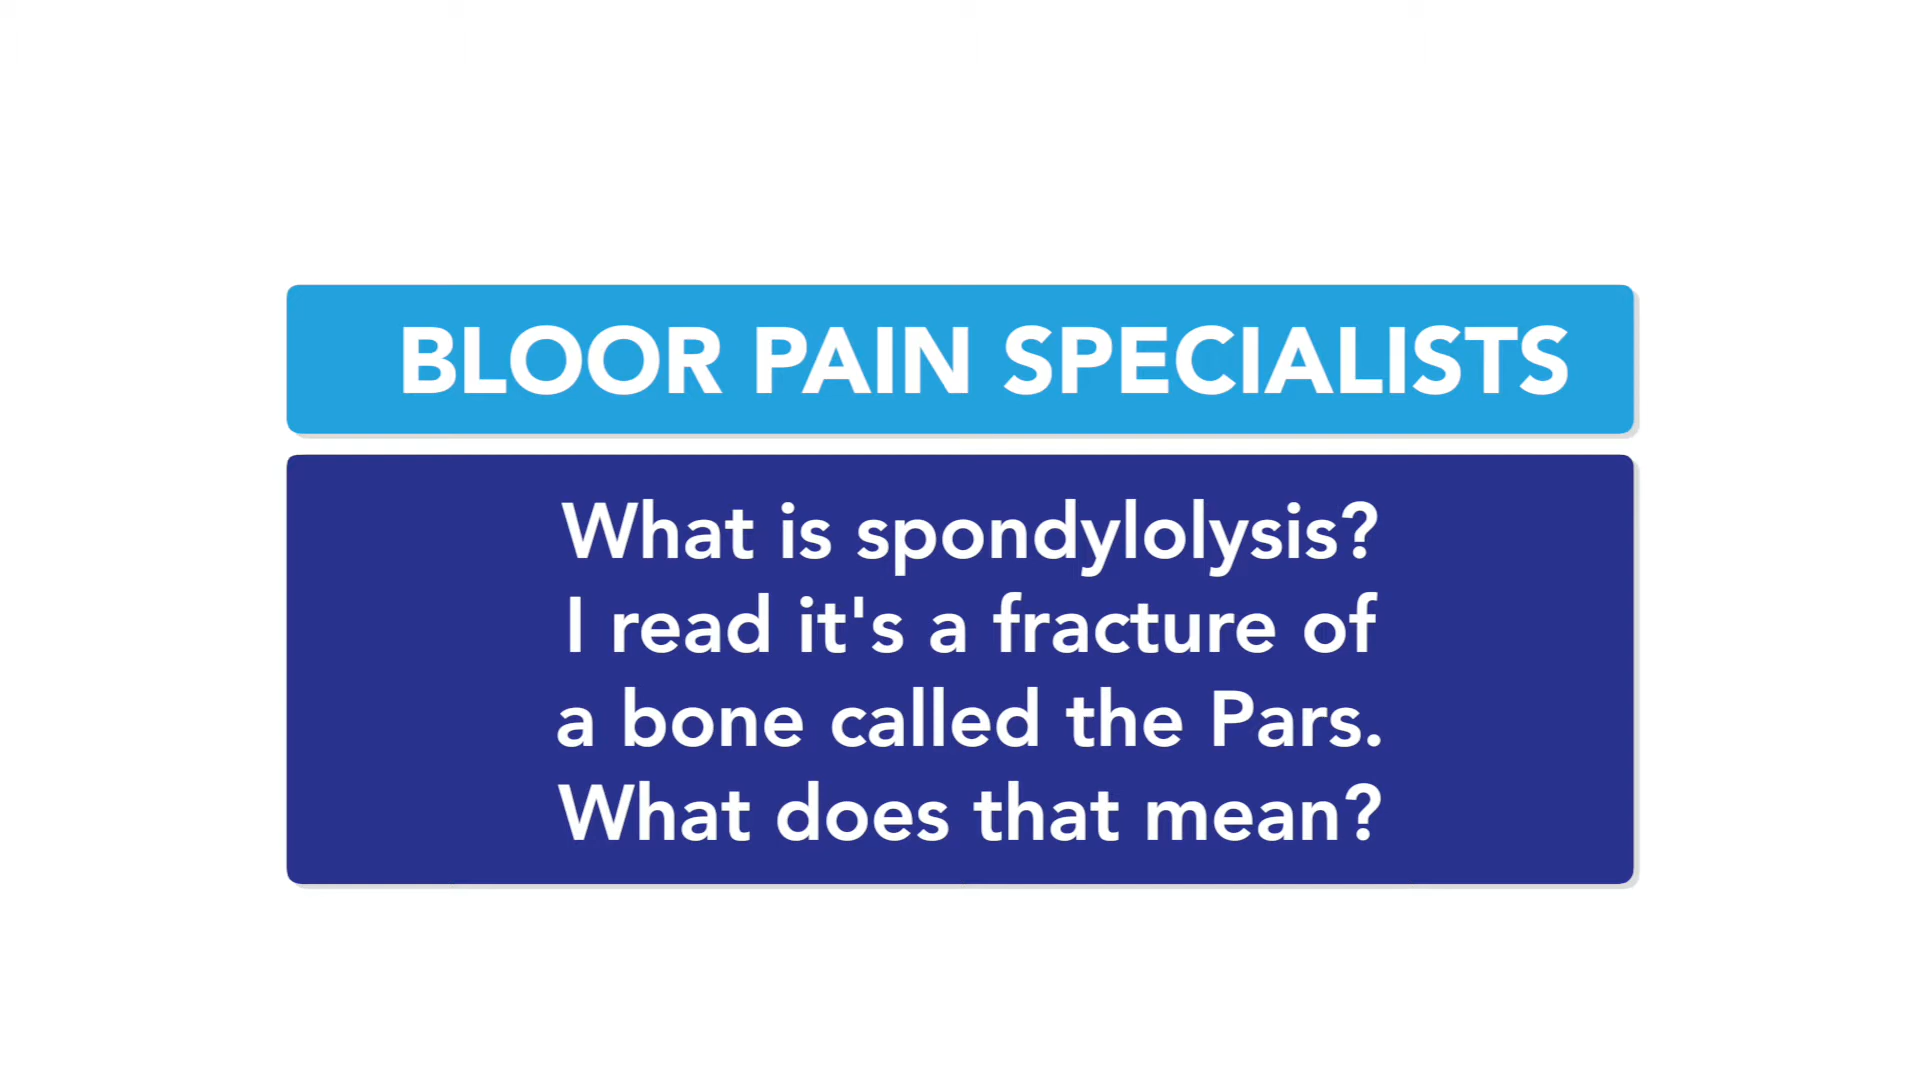 BLOOR PAIN SPECIALISTS
What is spondylolysis?
I read it's a fracture of
a bone called the Pars.
What does that mean?